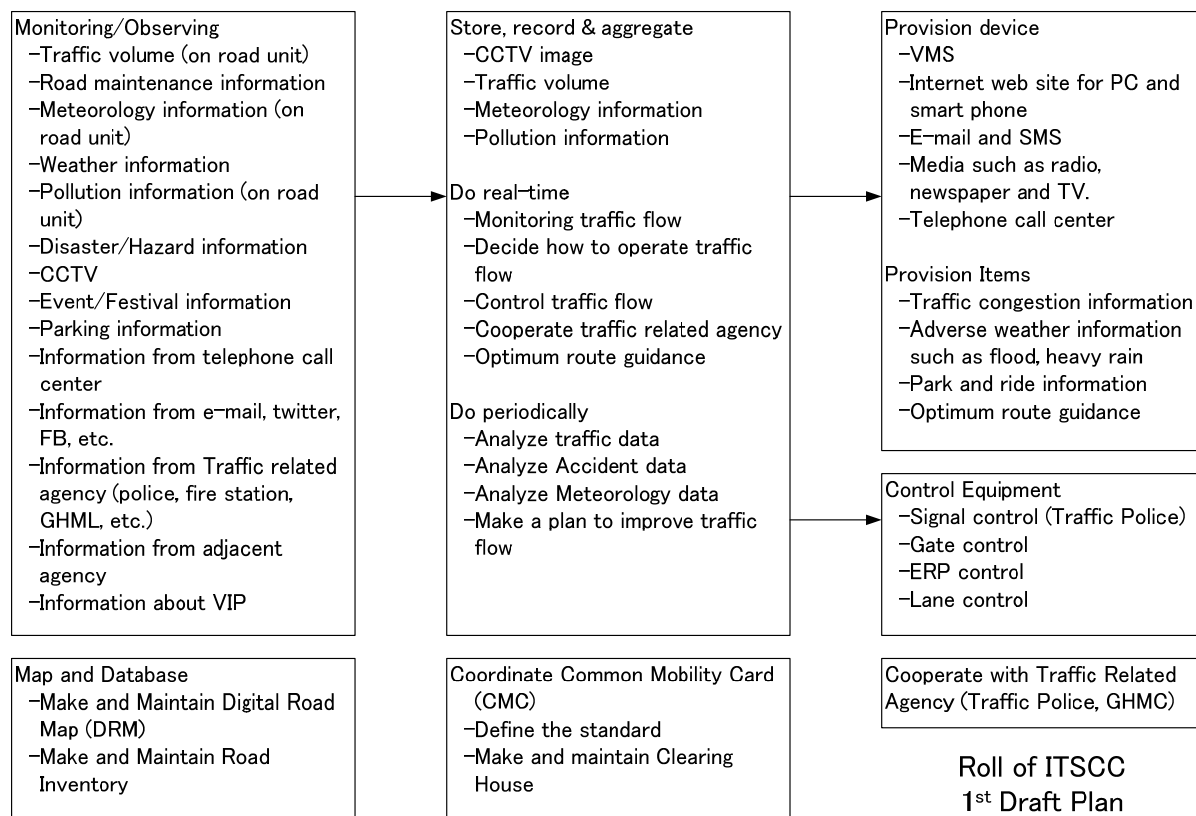 Monitoring/Observing
-Traffic volume (on road unit)
-Road maintenance information
-Meteorology information (on
road unit)
-Weather information
-Pollution information (on road
unit)
-Disaster/Hazard information
-CCTV
-Event/Festival information
-Parking information
-Information from telephone call
center
-Information from e-mail, twitter,
FB, etc.
-Information from Traffic related
agency (police, fire station,
GHML, etc.)
-Information from adjacent
agency
-Information about VIP
Store, record & aggregate
-CCTV image
-Traffic volume
-Meteorology information
-Pollution information
Do real-time
-Monitoring traffic flow
-Decide how to operate traffic
flow
-Control traffic flow
-Cooperate traffic related agency
-Optimum route guidance
Do periodically
-Analyze traffic data
-Analyze Accident data
-Analyze Meteorology data
-Make a plan to improve traffic
flow
Provision device
-VMS
-Internet web site for PC and
smart phone
-E-mail and SMS
-Media such as radio,
newspaper and TV.
-Telephone call center
Provision Items
-Traffic congestion information
-Adverse weather information
such as flood, heavy rain
-Park and ride information
-Optimum route guidance
Control Equipment
-Signal control (Traffic Police)
-Gate control
-ERP control
-Lane control
Map and Database
-Make and Maintain Digital Road
Map (DRM)
-Make and Maintain Road
Inventory
Coordinate Common Mobility Card
(CMC)
-Define the standard
-Make and maintain Clearing
House
Cooperate with Traffic Related
Agency (Traffic Police, GHMC)
Roll of ITSCC
1st Draft Plan